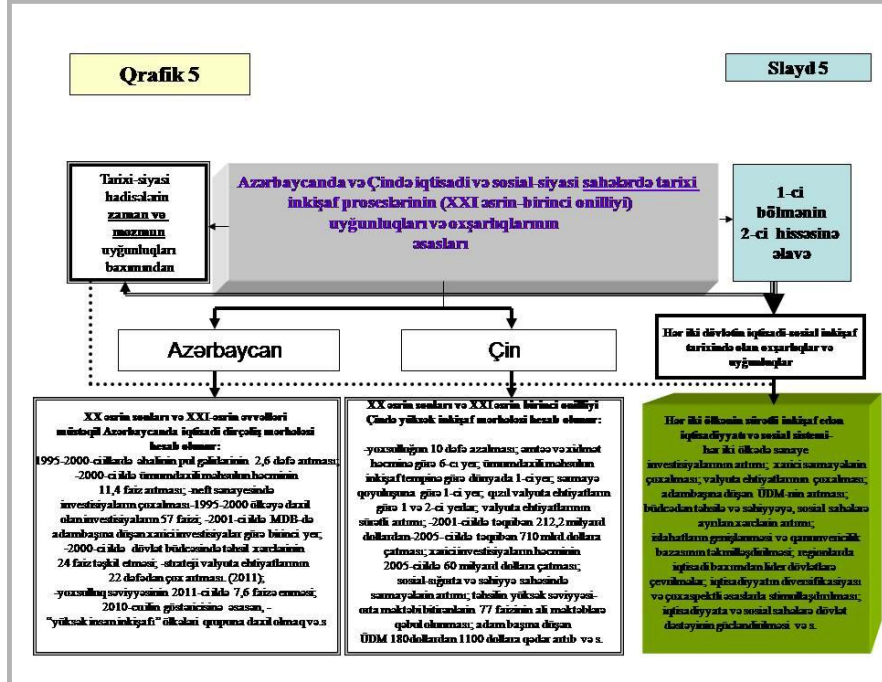 Qrafik 5
Slayd 5
Tarixi-siyasi
hadisələrin
zaman və
məzmun
uyğunluqları
baxımından
Azərbaycanda və Çində iqtisadi və sosial-siyasi sahələrdə tarixi
inkişaf proseslərinin (XXI əsrin-birinci onilliyi)
uyğunluqları və oxşarlıqlarının
əsasları
1-ci
bölmənin
2-ci hissəsinə
əlavə
Hər iki dövlətin iqtisadi-sosial inkişaf
tarixində olan oxşarlıqlar və
uyğunluqlar
Azərbaycan
Çin
XX əsrin sonları və XXI-əsrin əvvəlləri
müstəqil Azərbaycanda iqtisadi dirçəliş mərhələsi
hesab olunur:
1995-2000-ci illərdə əhalinin pul gəlirlərinin 2,6 dəfə artması;
-2000-ci ildə ümumdaxili məhsulun həcminin
11,4 faiz artması; -neft sənayesində
investisiyaların çoxalması-1995-2000 ölkəyə daxil
olan investisiyaların 57 faizi; -2001-ci ildə MDB-də
adambaşına düşən xarici investisiyalar görə birinci yer;
-2000-ci ildə dövlət büdcəsində təhsil xərclərinin
24 faiz təşkil etməsi; -strateji valyuta ehtiyatlarının
22 dəfədən çox artması. (2011);
-yoxsulluq səviyyəsinin 2011-ci ildə 7,6 faizə enməsi;
2010-cu ilin göstəricisinə əsasən, -
"yüksək insan inkişafı" ölkələri qrupuna daxil olmaq və.s
XX əsrin sonları və XXI əsrin birinci onilliyi
Çində yüksək inkişaf mərhələsi hesab olunur:
-yoxsulluğun 10 dəfə azalması; əmtəə və xidmət
həcminə görə 6-cı yer; ümumdaxili məhsulun
inkişaf tempinə görə dünyada 1-ci yer; sərmayə
qoyuluşuna görə 1-ci yer; qızıl valyuta ehtiyatların
görə 1 və 2-ci yerlər; valyuta ehtiyatlarının
sürətli artımı; -2001-ci ildə təqribən 212,2 milyard
dollardan-2005-ci ildə təqribən 710 mlrd. dollara
çatması; xarici investisiyaların həcminin
2005-ci ildə 60 milyard dollara çatması;
sosial-sığorta və səhiyyə sahəsində
sərmayələrin artımı; təhsilin yüksək səviyyəsi-
orta məktəbi bitirənlərin 77 faizinin ali məktəblərə
qəbul olunması; adam başına düşən
ÜDM 180 dollardan 1100 dollara qədər artıb və s.
Hər iki ölkənin sürətli inkişaf edən
iqtisadiyyatı və sosial sistemi-
hər iki ölkədə sənaye
investisiyalarının artımı; xarici sərmayələrin
çoxalması; valyuta ehtiyatlarının çoxalması;
adambaşına düşən ÜDM-nin artması;
büdcədən təhsilə və səhiyyəyə, sosial sahələrə
ayrılan xərclərin artımı;
islahatların genişlənməsi və qanunvericilik
bazasının təkmilləşdirilməsi; regionlarda
iqtisadi baxımından lider dövlətlərə
çevrilmələr; iqtisadiyyatın diversifikasiyası
və çoxaspektli əsaslarla stimullaşdırılması;
iqtisadiyyata və sosial sahələrə dövlət
dəstəyinin gücləndirilməsi və s.